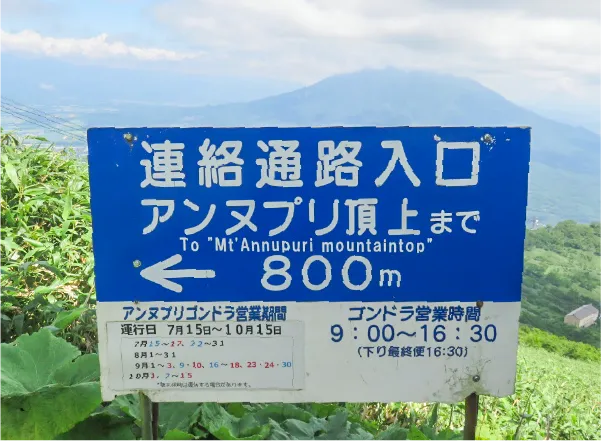 連絡通路入口
アンヌプリ頂上まで
To "Mt'Annupuri mountaintop"
← 800m
アンヌプリゴンドラ営業期間
運行日 7月15日～10月15日
7月15～17、22～31
8月1～31
9月1～3、9・10、16～18、23・24・30
10月1、7～15
ゴンドラ営業時間
9：00～16：30
（下り最終便16:30）